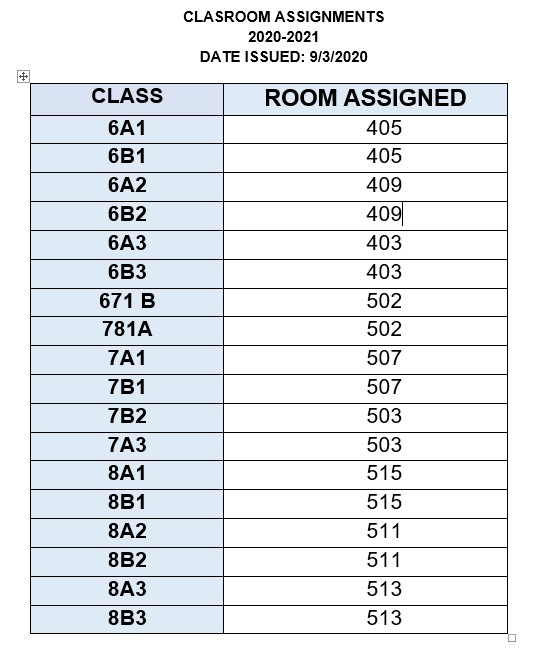 CLASROOM ASSIGNMENTS
2020-2021
DATE ISSUED: 9/3/2020
CLASS ROOM ASSIGNED
6A1 405
6B1 405
6A2 409
6B2 409
6A3 403
6B3 403
671 B 502
781A 502
7A1 507
7B1 507
7B2 503
7A3 503
8A1 515
8B1 515
8A2 511
8B2 511
8A3 513
8B3 513